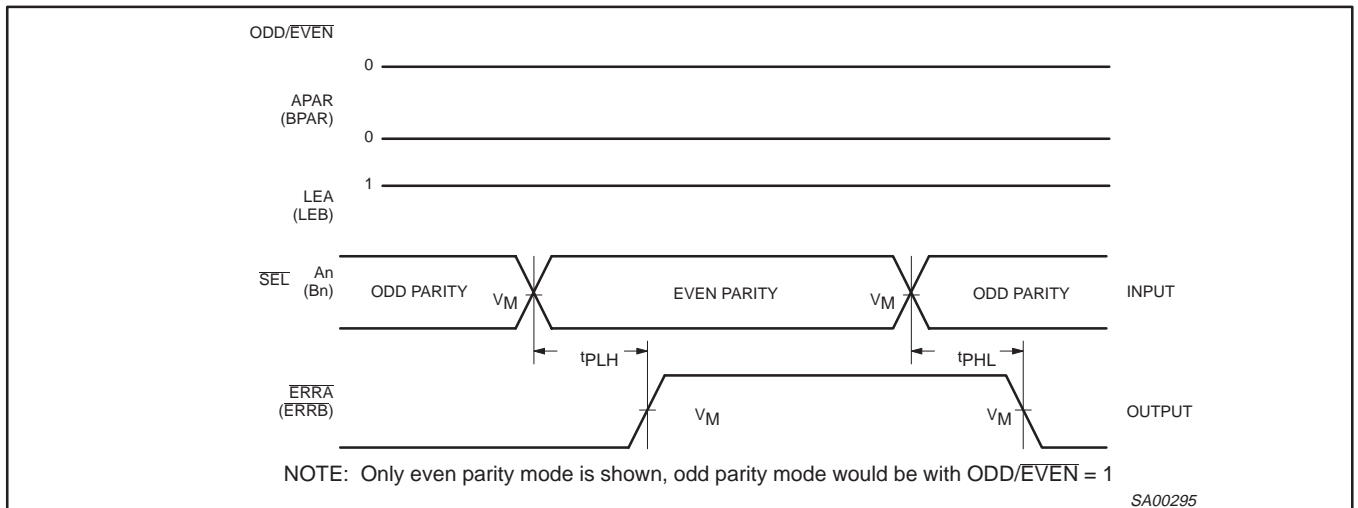 ODD/EVEN
0
APAR
(BPAR)
0
1
LEA
(LEB)
SEL An
(Bn)
ODD PARITY VM EVEN PARITY VM ODD PARITY INPUT
tPLH tPHL
ERRA
(ERRB)
VM VM OUTPUT
NOTE: Only even parity mode is shown, odd parity mode would be with ODD/EVEN = 1
SA00295